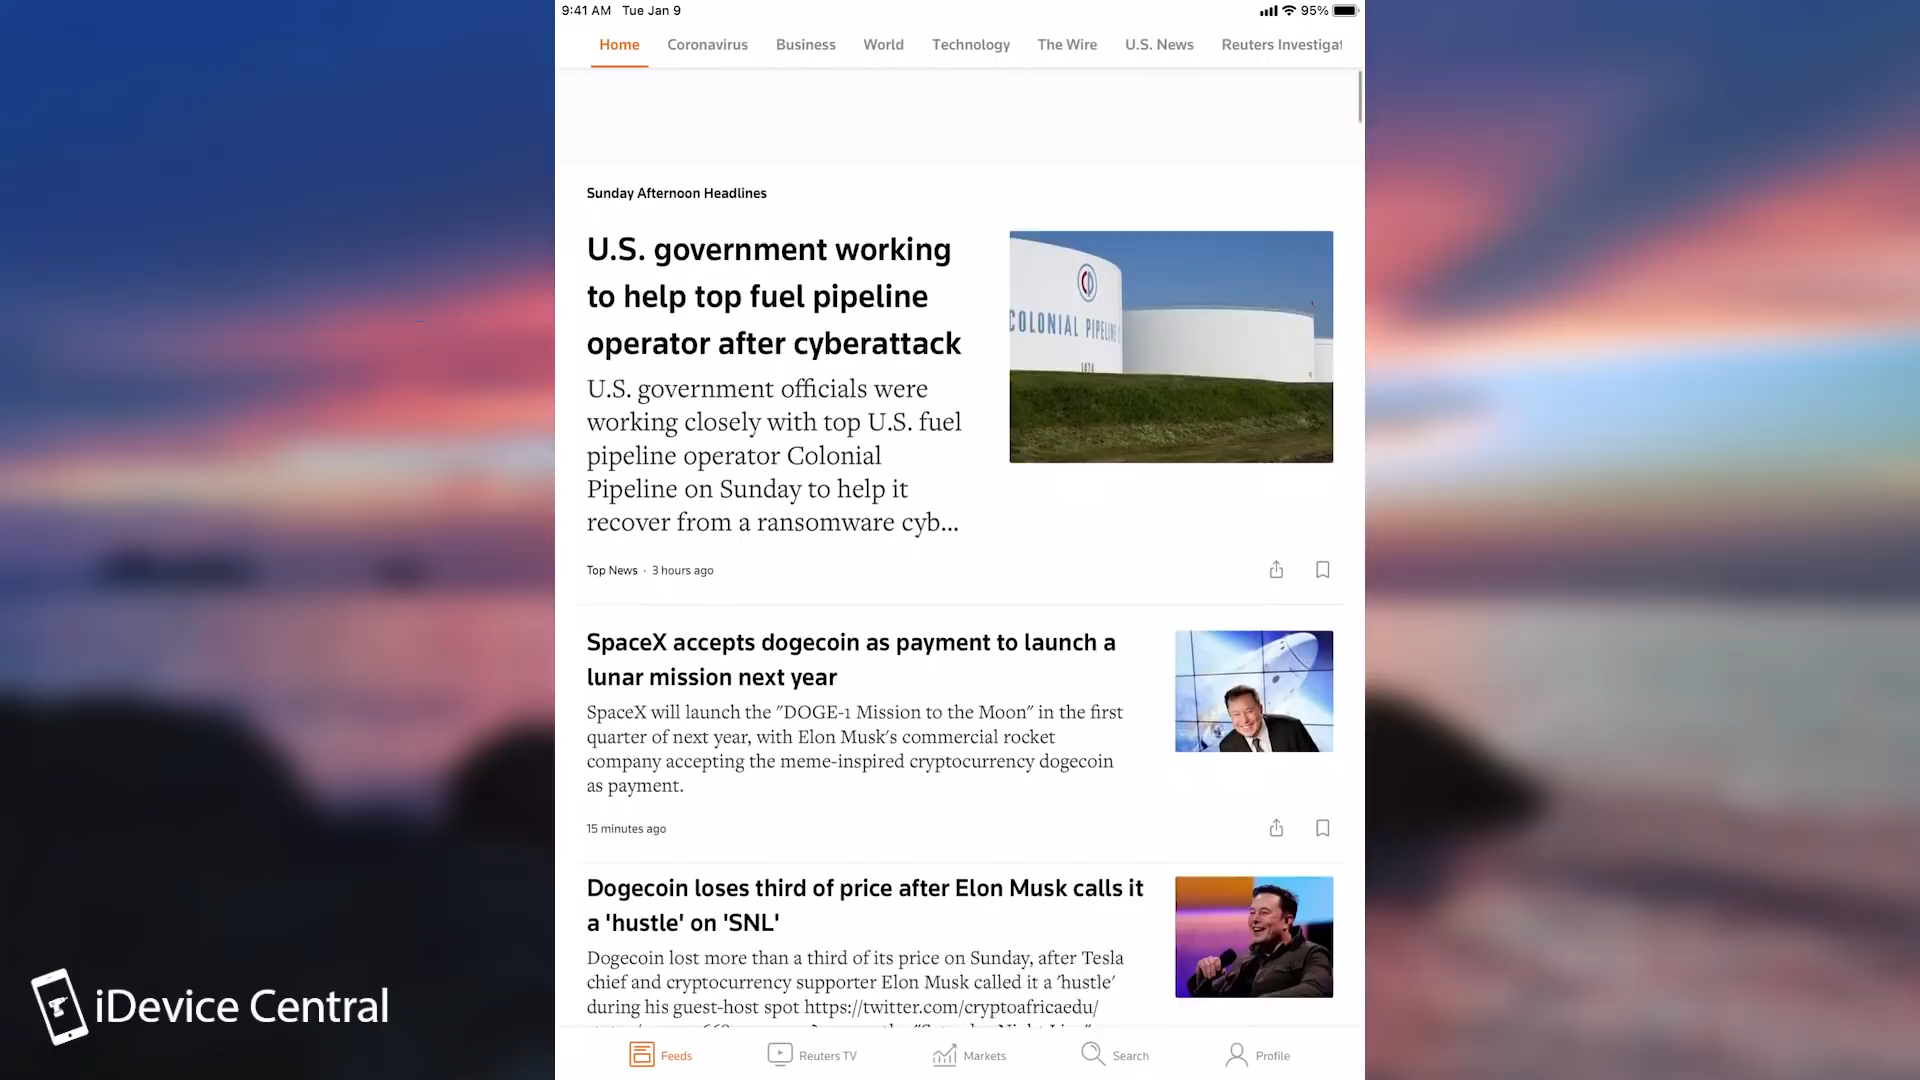 9:41 AM Tue Jan 9
95%
Home Coronavirus Business World Technology The Wire U.S. News Reuters Investigat
Sunday Afternoon Headlines
U.S. government working
to help top fuel pipeline
operator after cyberattack
U.S. government officials were
working closely with top U.S. fuel
pipeline operator Colonial
Pipeline on Sunday to help it
recover from a ransomware cyb...
COLONIAL PIPELINE
Top News · 3 hours ago
SpaceX accepts dogecoin as payment to launch a
lunar mission next year
SpaceX will launch the "DOGE-1 Mission to the Moon" in the first
quarter of next year, with Elon Musk's commercial rocket
company accepting the meme-inspired cryptocurrency dogecoin
as payment.
15 minutes ago
Dogecoin loses third of price after Elon Musk calls it
a 'hustle' on 'SNL'
Dogecoin lost more than a third of its price on Sunday, after Tesla
chief and cryptocurrency supporter Elon Musk called it a 'hustle'
during his guest-host spot https://twitter.com/cryptoafricaedu/
Feeds Reuters TV Markets Search Profile
iDevice Central